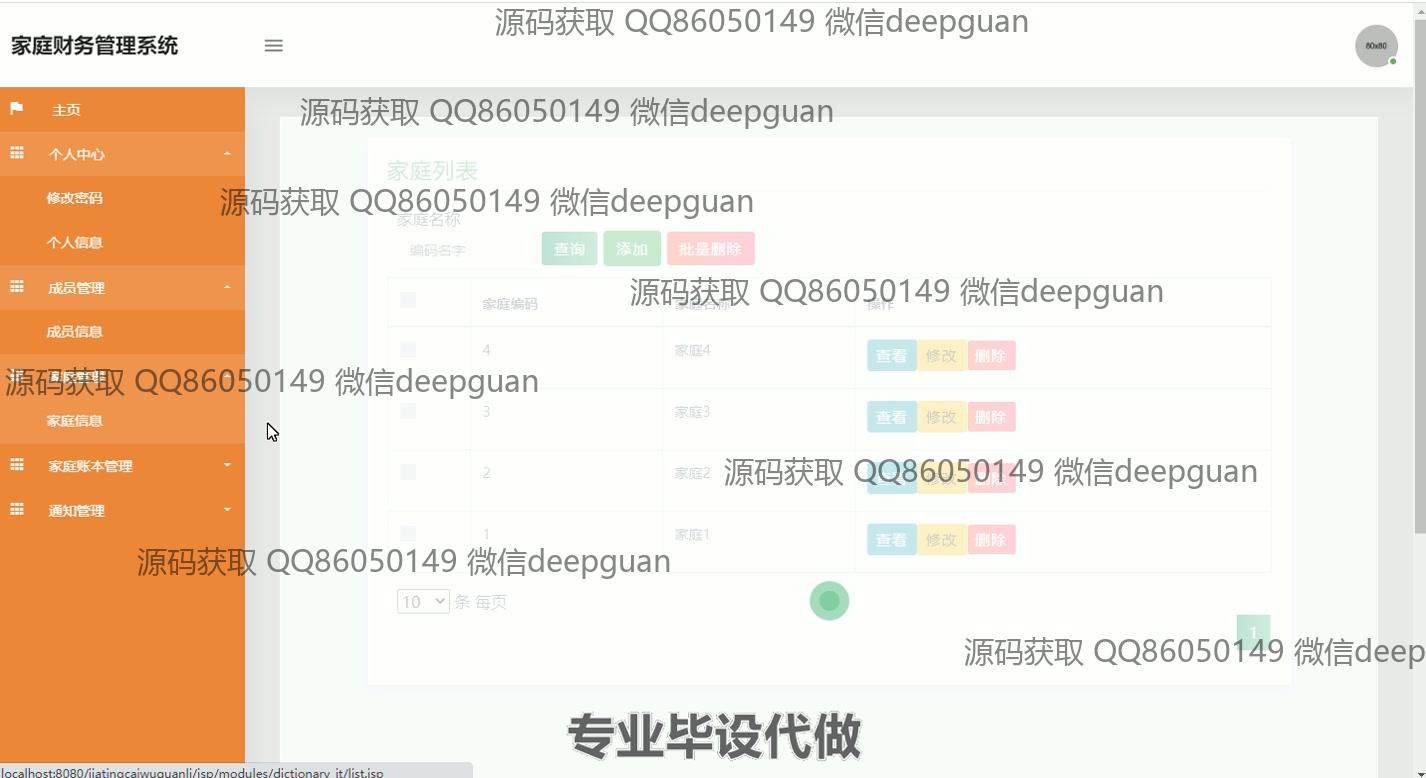 源码获取 QQ86050149 微信deepguan
家庭财务管理系统
80x80
主页
源码获取 QQ86050149 微信deepguan
个人中心
家庭列表
修改密码
源码获取 QQ86050149 微信deepguan
家庭名称
个人信息
编码名字 查询 添加 批量删除
成员管理
源码获取 QQ86050149 微信deepguan
家庭编码 家庭名称 操作
成员信息
4 家庭4 查看 修改 删除
家庭管理
源码获取 QQ86050149 微信deepguan
家庭信息
3 家庭3 查看 修改 删除
家庭账本管理
2 家庭2 查看 修改 删除
源码获取 QQ86050149 微信deepguan
通知管理
1 家庭1 查看 修改 删除
源码获取 QQ86050149 微信deepguan
10 条 每页
1
源码获取 QQ86050149 微信deep
专业毕设代做
localhost:8080/jiatingcaiwuguanli/jsp/modules/dictionary_jt/list.jsp